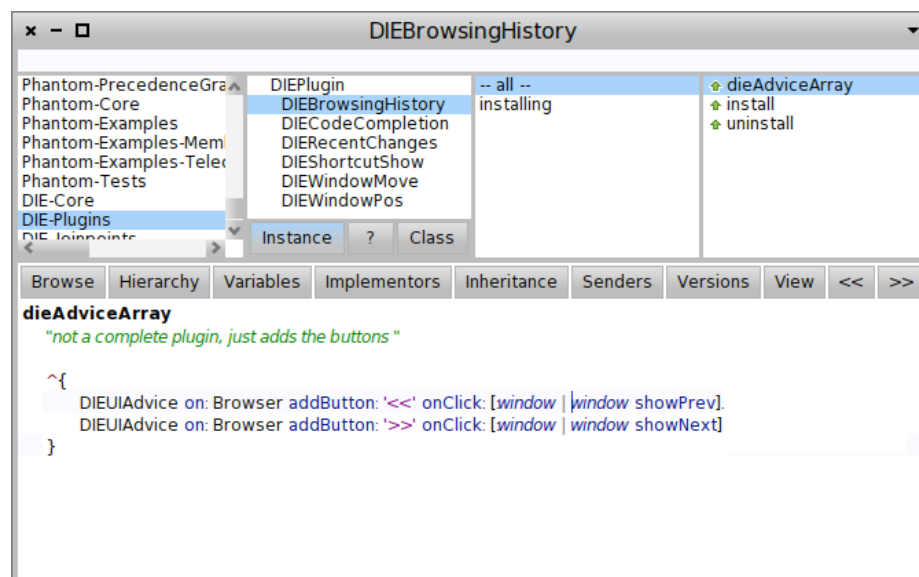 DIEBrowsingHistory
Phantom-PrecedenceGra
Phantom-Core
Phantom-Examples
Phantom-Examples-Mem
Phantom-Examples-Telec
Phantom-Tests
DIE-Core
DIE-Plugins
DIE-Joinpoints
DIEPlugin
DIEBrowsingHistory
DIECodeCompletion
DIERecentChanges
DIEShortcutShow
DIEWindowMove
DIEWindowPos
Instance ? Class
-- all --
installing
dieAdviceArray
install
uninstall
Browse Hierarchy Variables Implementors Inheritance Senders Versions View << >>
dieAdviceArray
"not a complete plugin, just adds the buttons "
^{
DIEUIAdvice on: Browser addButton: '<<' onClick: [:window | window showPrev].
DIEUIAdvice on: Browser addButton: '>>' onClick: [:window | window showNext]
}